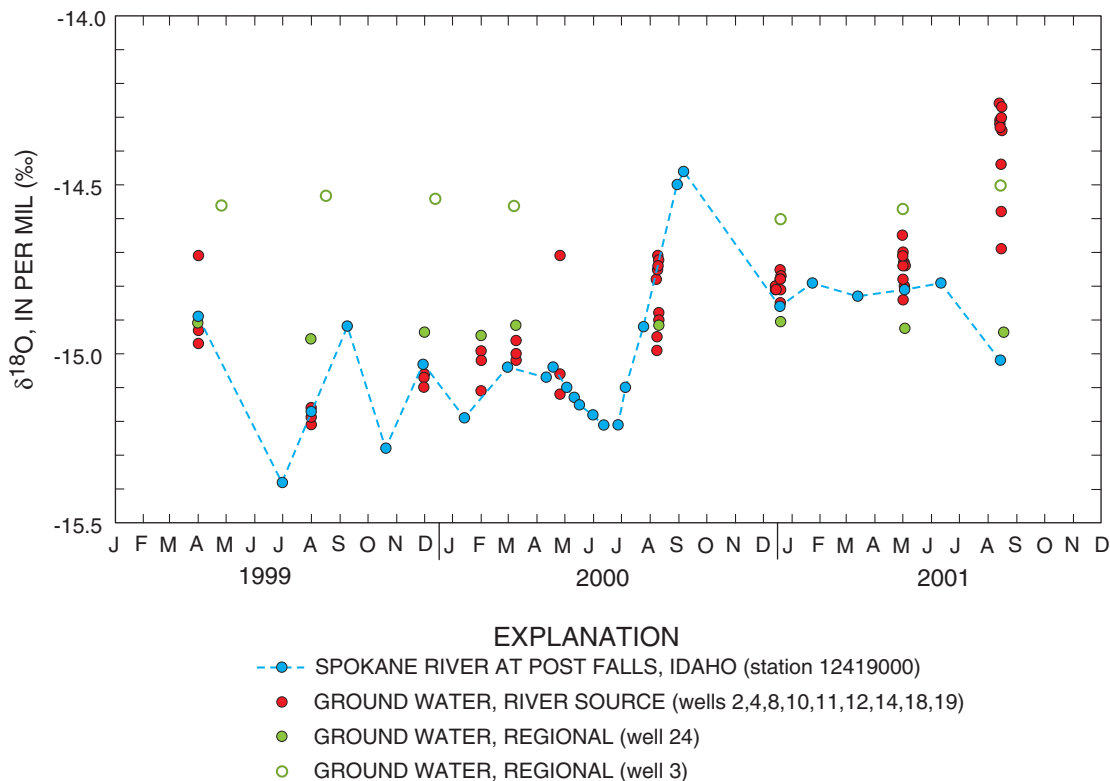 -14.0
-14.5
-15.0
-15.5
δ18O, IN PER MIL (‰)
J F M A M J J A S O N D J F M A M J J A S O N D J F M A M J J A S O N D
1999 2000 2001
EXPLANATION
SPOKANE RIVER AT POST FALLS, IDAHO (station 12419000)
GROUND WATER, RIVER SOURCE (wells 2,4,8,10,11,12,14,18,19)
GROUND WATER, REGIONAL (well 24)
GROUND WATER, REGIONAL (well 3)